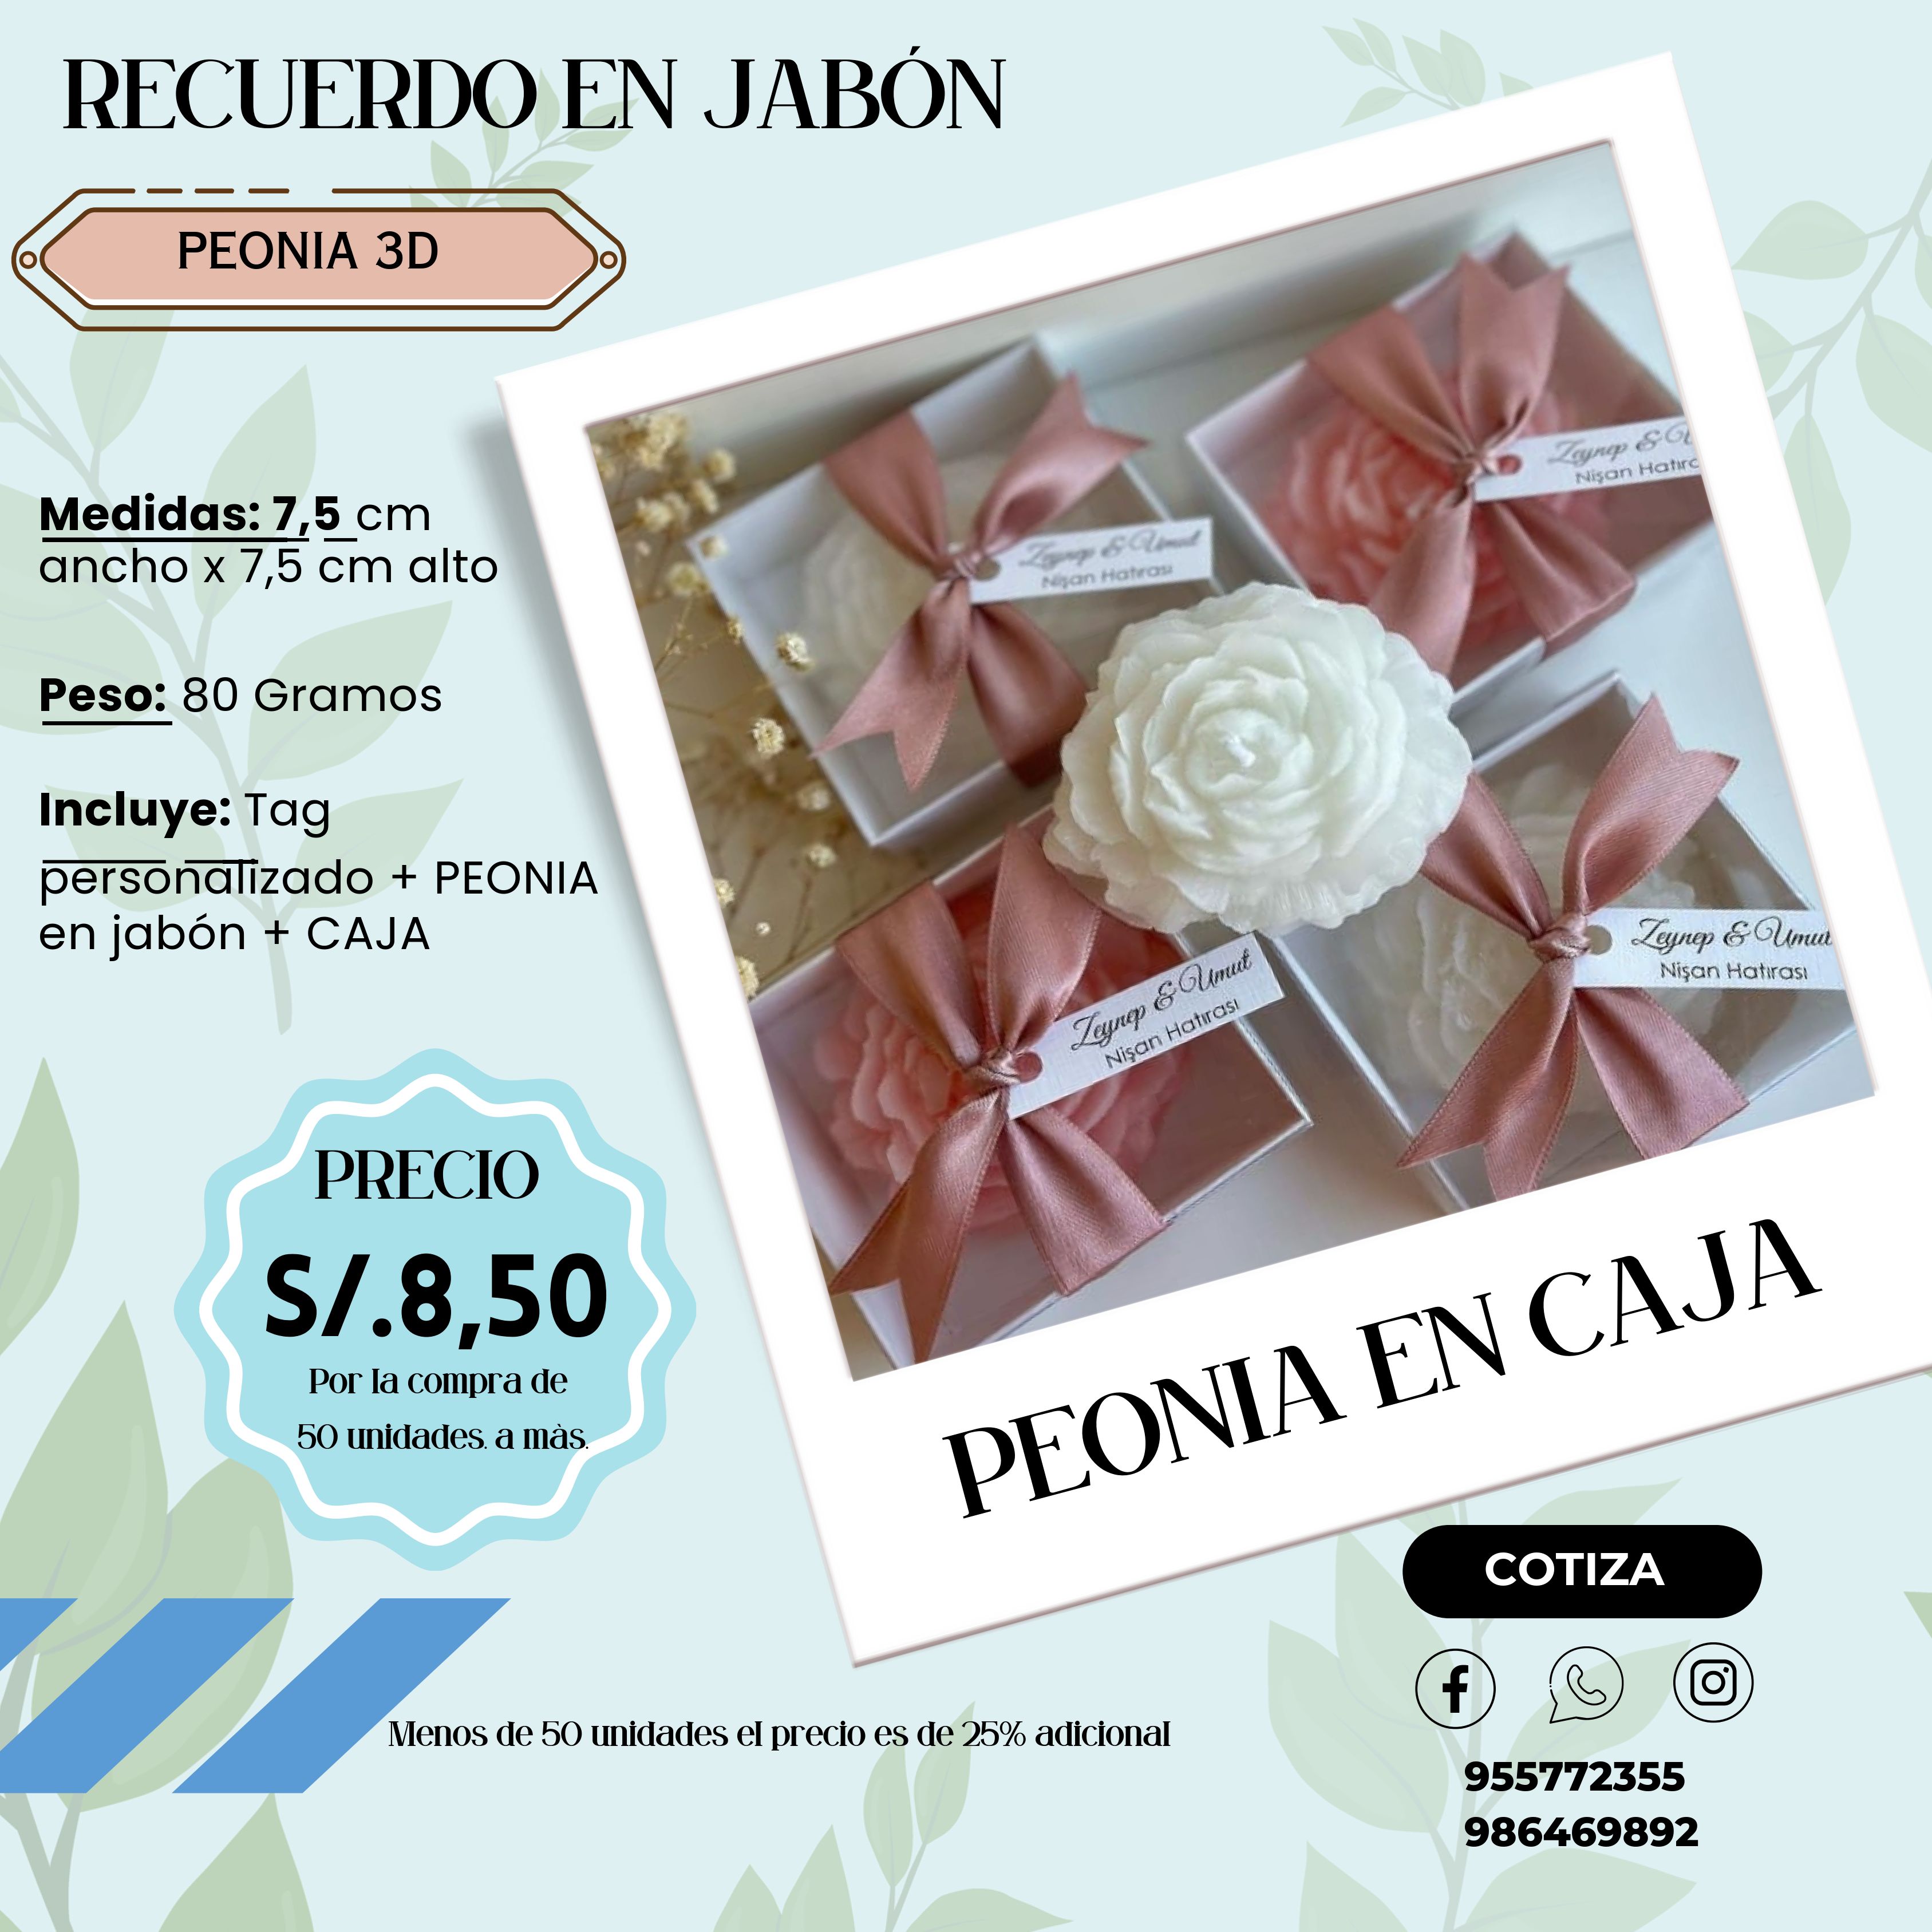 RECUERDO EN JABÓN
PEONIA 3D
Medidas: 7,5 cm
ancho x 7,5 cm alto
Peso: 80 Gramos
Incluye: Tag
personalizado + PEONIA
en jabón + CAJA
Zeynep & U
Nişan Hatıra
Zeynep & Umut
Nişan Hatırası
Zeynep & Umut
Nişan Hatırası
Zeynep & Umut
Nişan Hatırası
PEONIA EN CAJA
PRECIO
S/.8,50
Por la compra de
50 unidades. a màs.
COTIZA
Menos de 50 unidades el precio es de 25% adicional
955772355
986469892